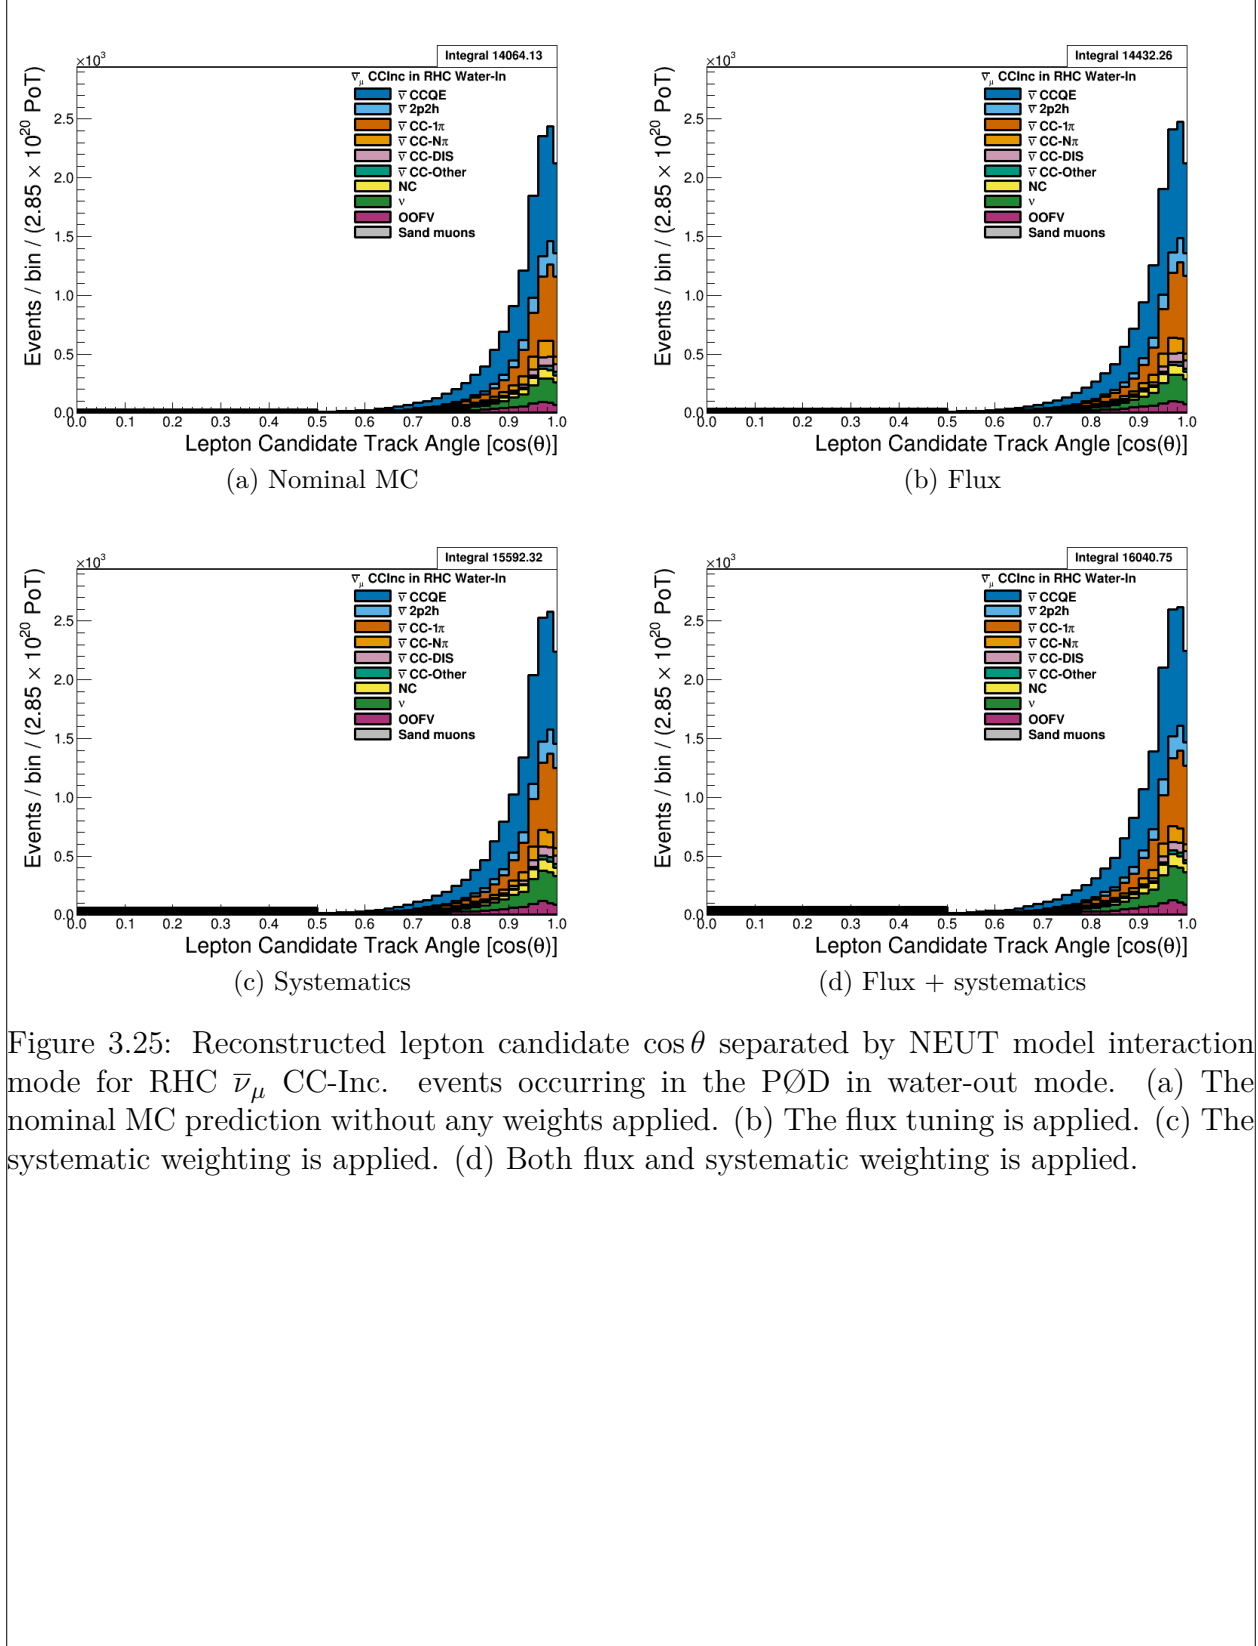 Integral 14064.13
×10³
ν̅μ CCInc in RHC Water-In
ν̅ CCQE
ν̅ 2p2h
ν̅ CC-1π
ν̅ CC-Nπ
ν̅ CC-DIS
ν̅ CC-Other
NC
ν
OOFV
Sand muons
Events / bin / (2.85 × 10²⁰ PoT)
2.5
2.0
1.5
1.0
0.5
0.0
0.0 0.1 0.2 0.3 0.4 0.5 0.6 0.7 0.8 0.9 1.0
Lepton Candidate Track Angle [cos(θ)]
(a) Nominal MC
Integral 14432.26
×10³
ν̅μ CCInc in RHC Water-In
ν̅ CCQE
ν̅ 2p2h
ν̅ CC-1π
ν̅ CC-Nπ
ν̅ CC-DIS
ν̅ CC-Other
NC
ν
OOFV
Sand muons
Events / bin / (2.85 × 10²⁰ PoT)
2.5
2.0
1.5
1.0
0.5
0.0
0.0 0.1 0.2 0.3 0.4 0.5 0.6 0.7 0.8 0.9 1.0
Lepton Candidate Track Angle [cos(θ)]
(b) Flux
Integral 15592.32
×10³
ν̅μ CCInc in RHC Water-In
ν̅ CCQE
ν̅ 2p2h
ν̅ CC-1π
ν̅ CC-Nπ
ν̅ CC-DIS
ν̅ CC-Other
NC
ν
OOFV
Sand muons
Events / bin / (2.85 × 10²⁰ PoT)
2.5
2.0
1.5
1.0
0.5
0.0
0.0 0.1 0.2 0.3 0.4 0.5 0.6 0.7 0.8 0.9 1.0
Lepton Candidate Track Angle [cos(θ)]
(c) Systematics
Integral 16040.75
×10³
ν̅μ CCInc in RHC Water-In
ν̅ CCQE
ν̅ 2p2h
ν̅ CC-1π
ν̅ CC-Nπ
ν̅ CC-DIS
ν̅ CC-Other
NC
ν
OOFV
Sand muons
Events / bin / (2.85 × 10²⁰ PoT)
2.5
2.0
1.5
1.0
0.5
0.0
0.0 0.1 0.2 0.3 0.4 0.5 0.6 0.7 0.8 0.9 1.0
Lepton Candidate Track Angle [cos(θ)]
(d) Flux + systematics
Figure 3.25: Reconstructed lepton candidate cos θ separated by NEUT model interaction
mode for RHC ν̅μ CC-Inc. events occurring in the PØD in water-out mode. (a) The
nominal MC prediction without any weights applied. (b) The flux tuning is applied. (c) The
systematic weighting is applied. (d) Both flux and systematic weighting is applied.